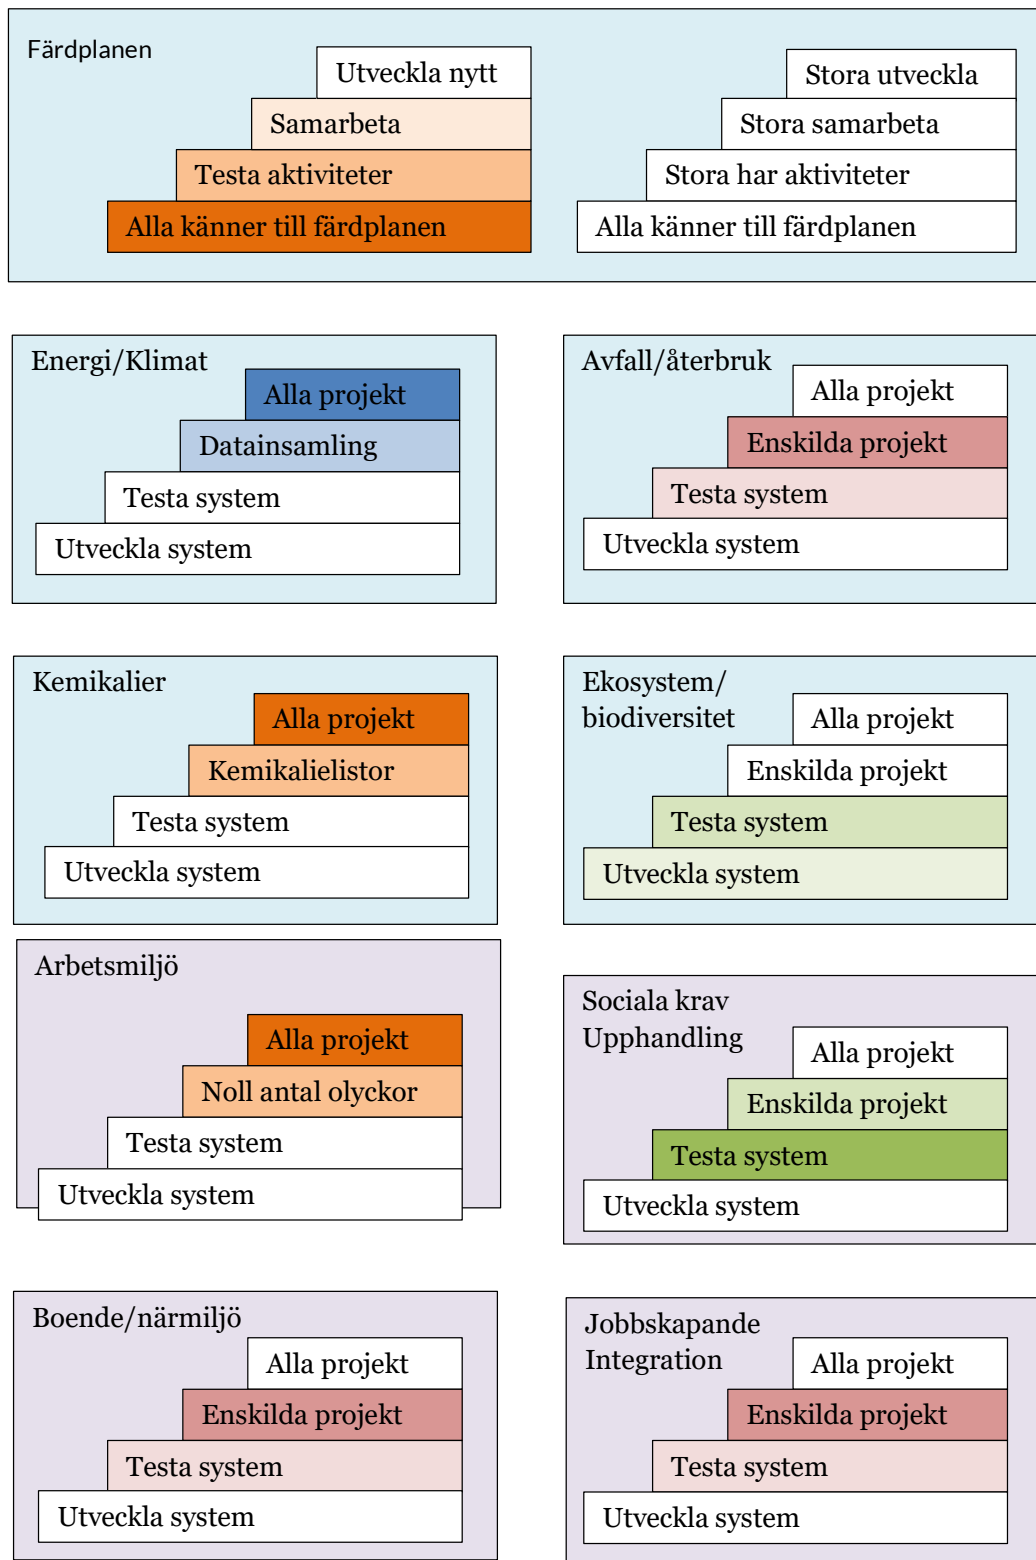 Färdplanen
Utveckla nytt
Samarbeta
Testa aktiviteter
Alla känner till färdplanen
Stora utveckla
Stora samarbeta
Stora har aktiviteter
Alla känner till färdplanen
Energi/Klimat
Alla projekt
Datainsamling
Testa system
Utveckla system
Avfall/återbruk
Alla projekt
Enskilda projekt
Testa system
Utveckla system
Kemikalier
Alla projekt
Kemikalielistor
Testa system
Utveckla system
Ekosystem/
biodiversitet
Alla projekt
Enskilda projekt
Testa system
Utveckla system
Arbetsmiljö
Alla projekt
Noll antal olyckor
Testa system
Utveckla system
Sociala krav
Upphandling
Alla projekt
Enskilda projekt
Testa system
Utveckla system
Boende/närmiljö
Alla projekt
Enskilda projekt
Testa system
Utveckla system
Jobbskapande
Integration
Alla projekt
Enskilda projekt
Testa system
Utveckla system